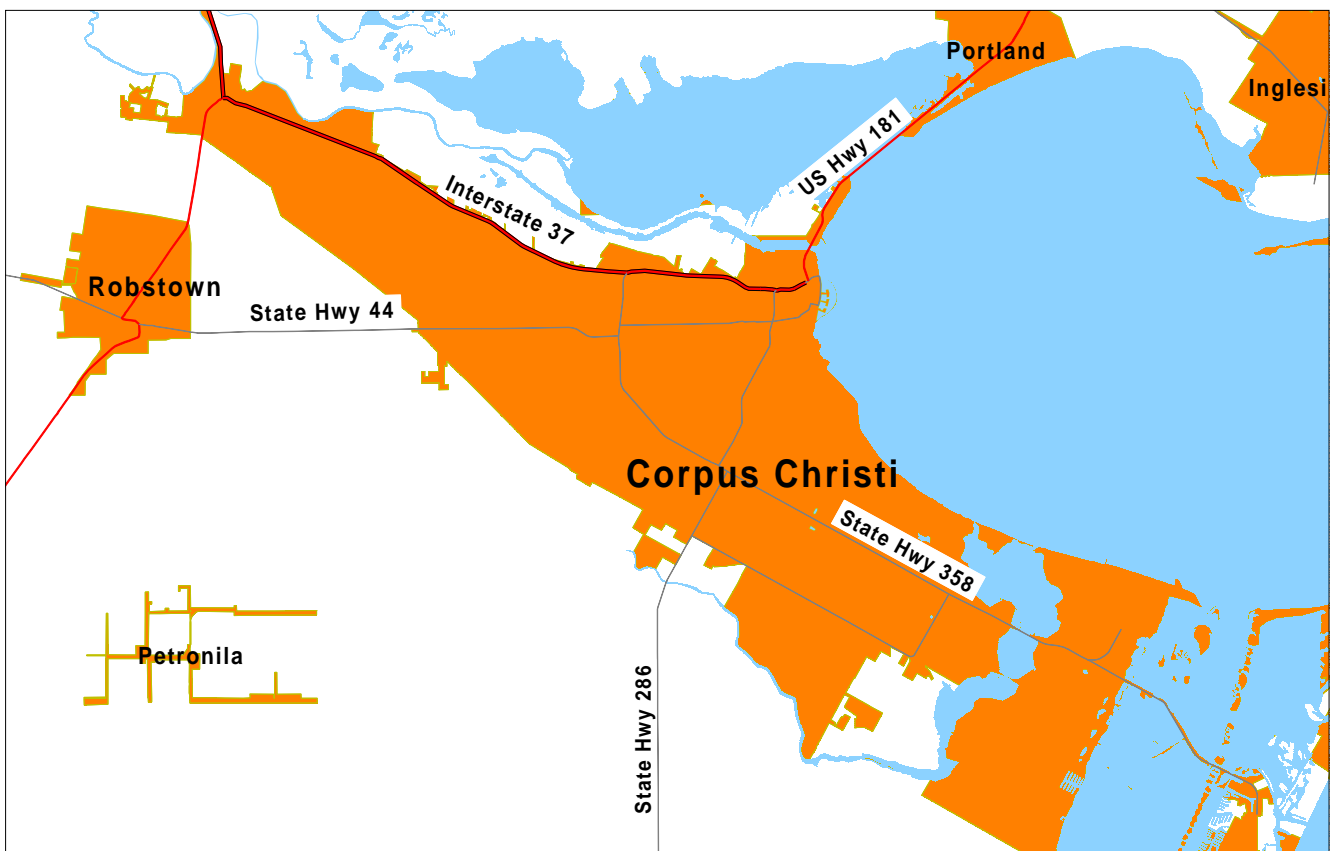 Portland
Inglesi
US Hwy 181
Interstate 37
Robstown
State Hwy 44
Corpus Christi
State Hwy 358
Petronila
State Hwy 286